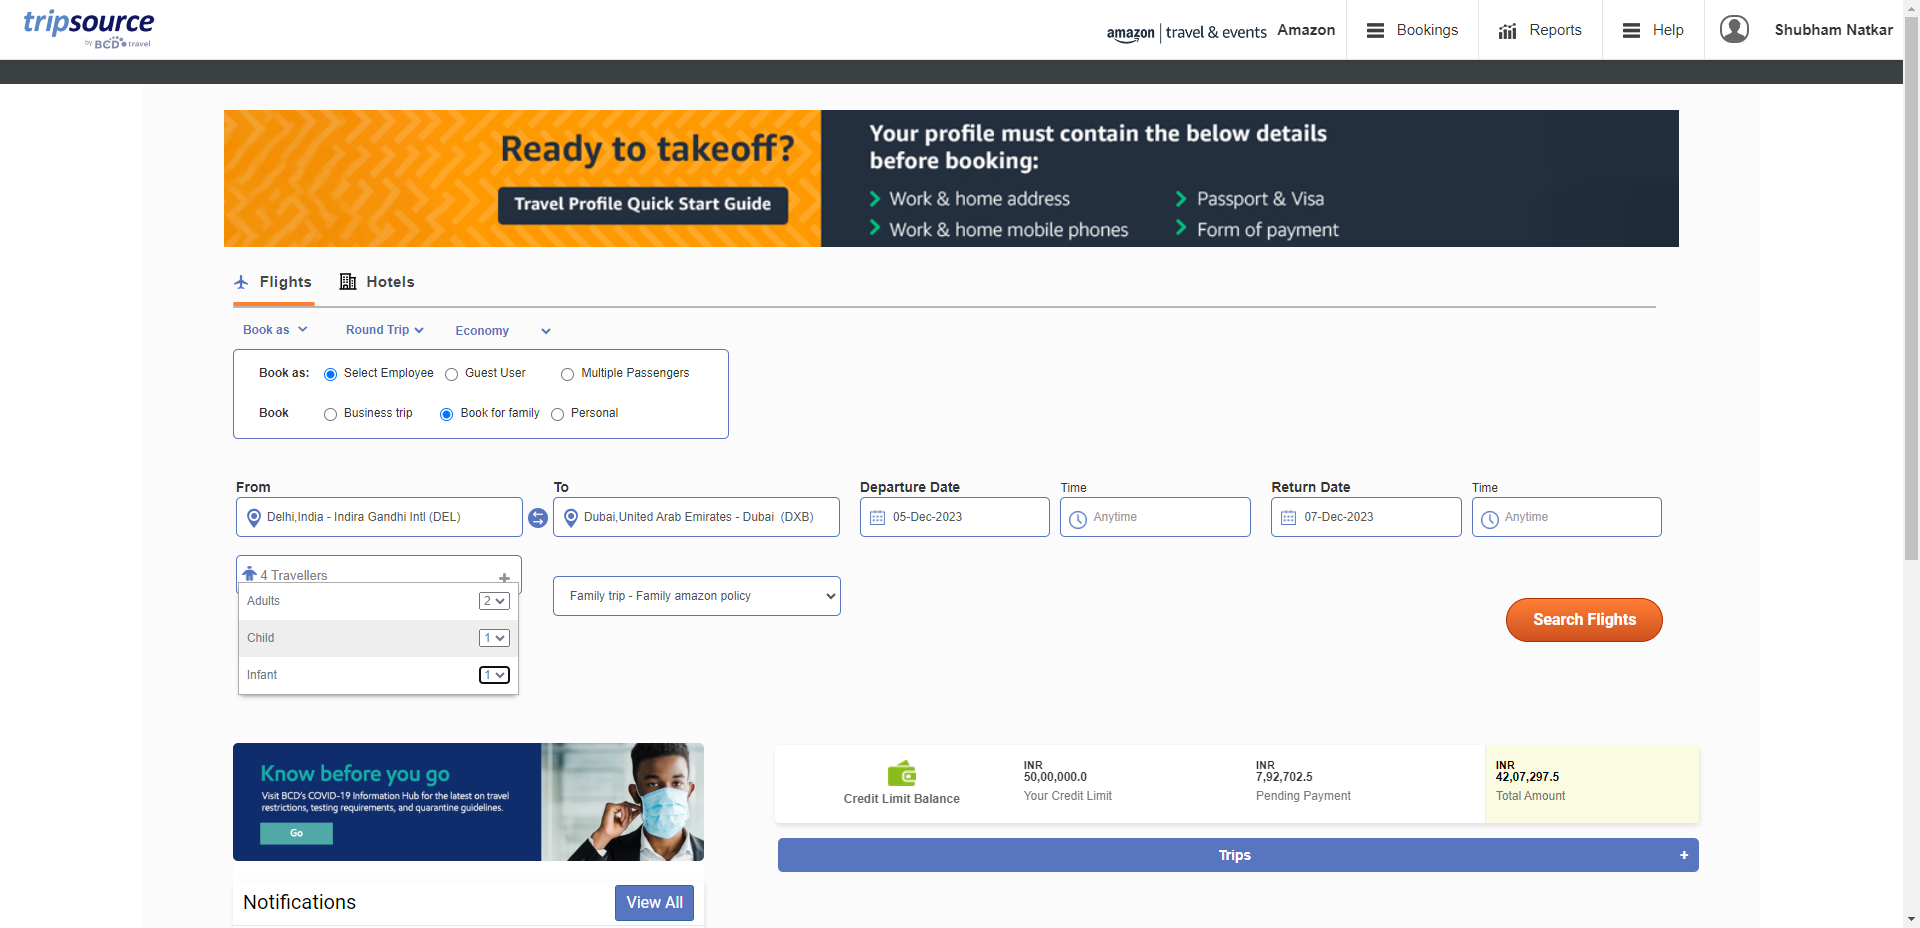 tripsource
by BCD travel
amazon | travel & events Amazon
Bookings
Reports
Help
Shubham Natkar
Ready to takeoff?
Travel Profile Quick Start Guide
Your profile must contain the below details
before booking:
Work & home address
Passport & Visa
Work & home mobile phones
Form of payment
Flights
Hotels
Book as
Round Trip
Economy
Book as: Select Employee Guest User Multiple Passengers
Book Business trip Book for family Personal
From
To
Departure Date
Time
Return Date
Time
Delhi,India - Indira Gandhi Intl (DEL)
Dubai,United Arab Emirates - Dubai (DXB)
05-Dec-2023
Anytime
07-Dec-2023
Anytime
4 Travellers +
Adults 2
Child 1
Infant 1
Family trip - Family amazon policy
Search Flights
Know before you go
Visit BCD's COVID-19 Information Hub for the latest on travel
restrictions, testing requirements, and quarantine guidelines.
Go
Credit Limit Balance
INR
50,00,000.0
Your Credit Limit
INR
7,92,702.5
Pending Payment
INR
42,07,297.5
Total Amount
Trips +
Notifications
View All